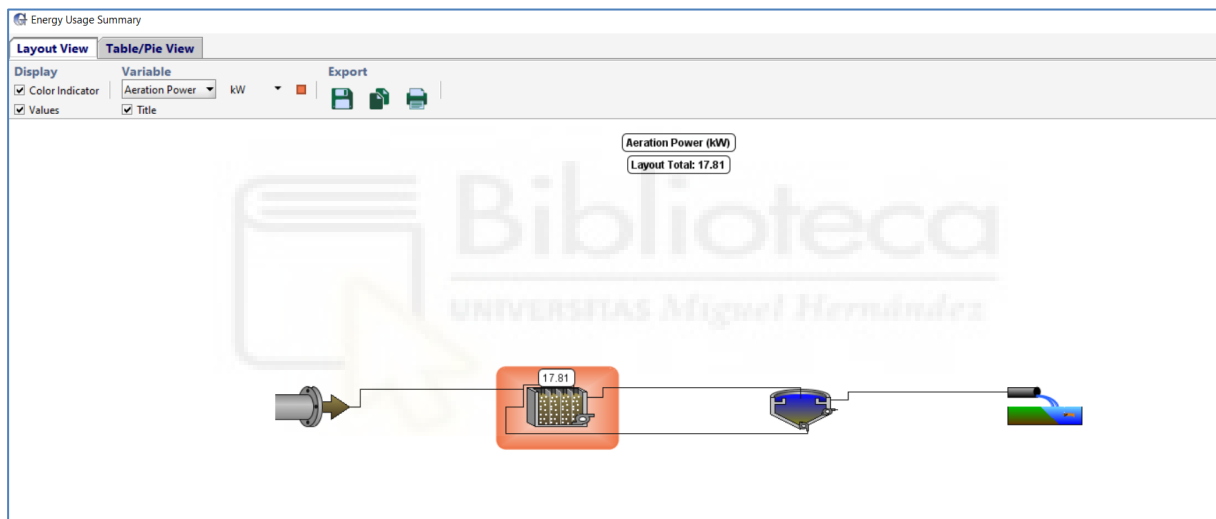 Energy Usage Summary
Layout View Table/Pie View
Display Variable Export
Color Indicator Aeration Power kW
Values Title
Aeration Power (kW)
Layout Total: 17.81
Biblioteca
UNIVERSITAS Miguel Hernández
17.81